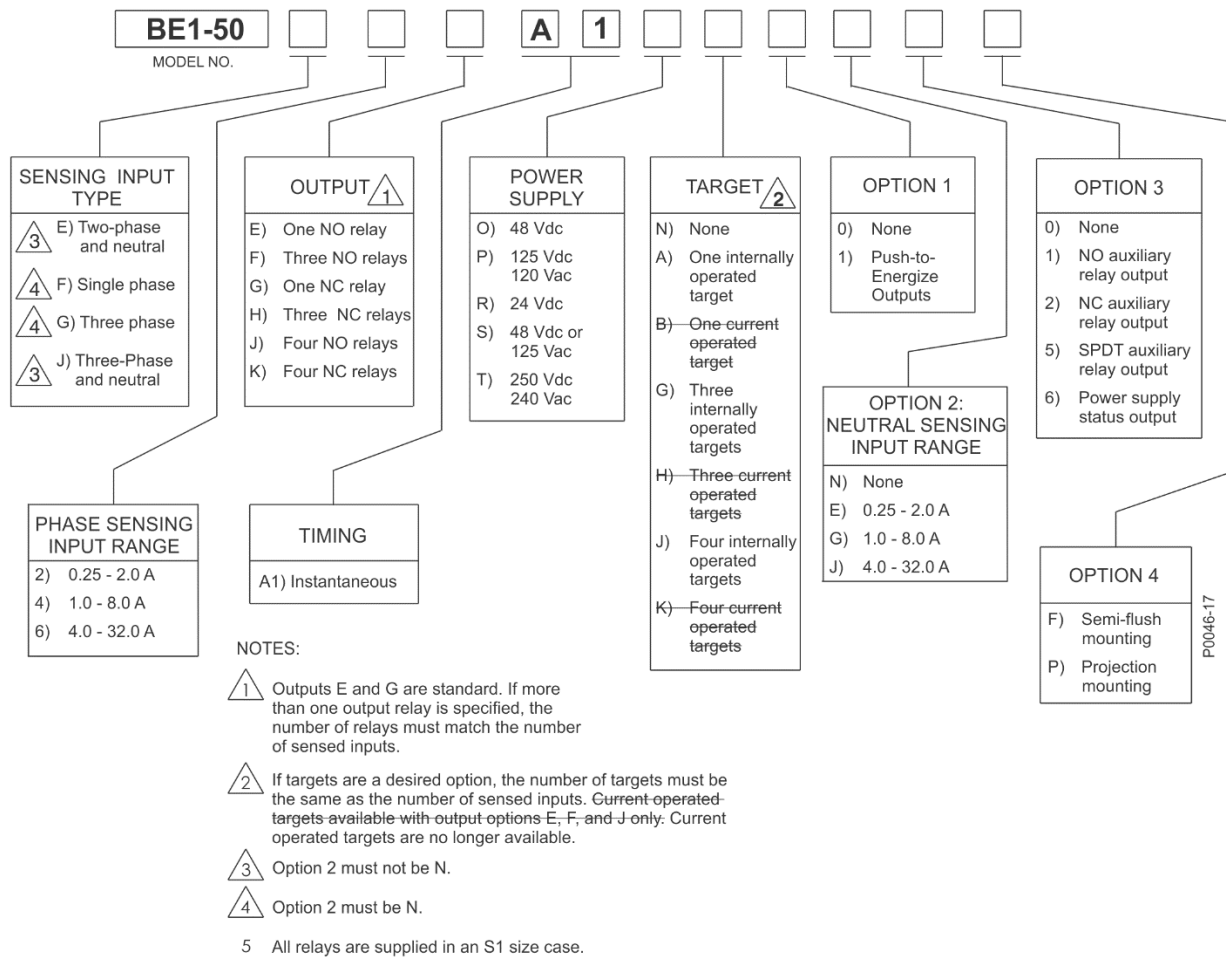 BE1-50
A 1
MODEL NO.
SENSING INPUT
TYPE
3 E) Two-phase
and neutral
4 F) Single phase
4 G) Three phase
3 J) Three-Phase
and neutral
OUTPUT 1
E) One NO relay
F) Three NO relays
G) One NC relay
H) Three NC relays
J) Four NO relays
K) Four NC relays
POWER
SUPPLY
O) 48 Vdc
P) 125 Vdc
120 Vac
R) 24 Vdc
S) 48 Vdc or
125 Vac
T) 250 Vdc
240 Vac
TARGET 2
N) None
A) One internally
operated
target
B) One current
operated
target
G) Three
internally
operated
targets
H) Three current
operated
targets
J) Four internally
operated
targets
K) Four current
operated
targets
OPTION 1
0) None
1) Push-to-
Energize
Outputs
OPTION 3
0) None
1) NO auxiliary
relay output
2) NC auxiliary
relay output
5) SPDT auxiliary
relay output
6) Power supply
status output
OPTION 2:
NEUTRAL SENSING
INPUT RANGE
N) None
E) 0.25 - 2.0 A
G) 1.0 - 8.0 A
J) 4.0 - 32.0 A
PHASE SENSING
INPUT RANGE
2) 0.25 - 2.0 A
4) 1.0 - 8.0 A
6) 4.0 - 32.0 A
TIMING
A1) Instantaneous
OPTION 4
F) Semi-flush
mounting
P) Projection
mounting
P0046-17
NOTES:
1 Outputs E and G are standard. If more
than one output relay is specified, the
number of relays must match the number
of sensed inputs.
2 If targets are a desired option, the number of targets must be
the same as the number of sensed inputs. Current operated
targets available with output options E, F, and J only. Current
operated targets are no longer available.
3 Option 2 must not be N.
4 Option 2 must be N.
5 All relays are supplied in an S1 size case.